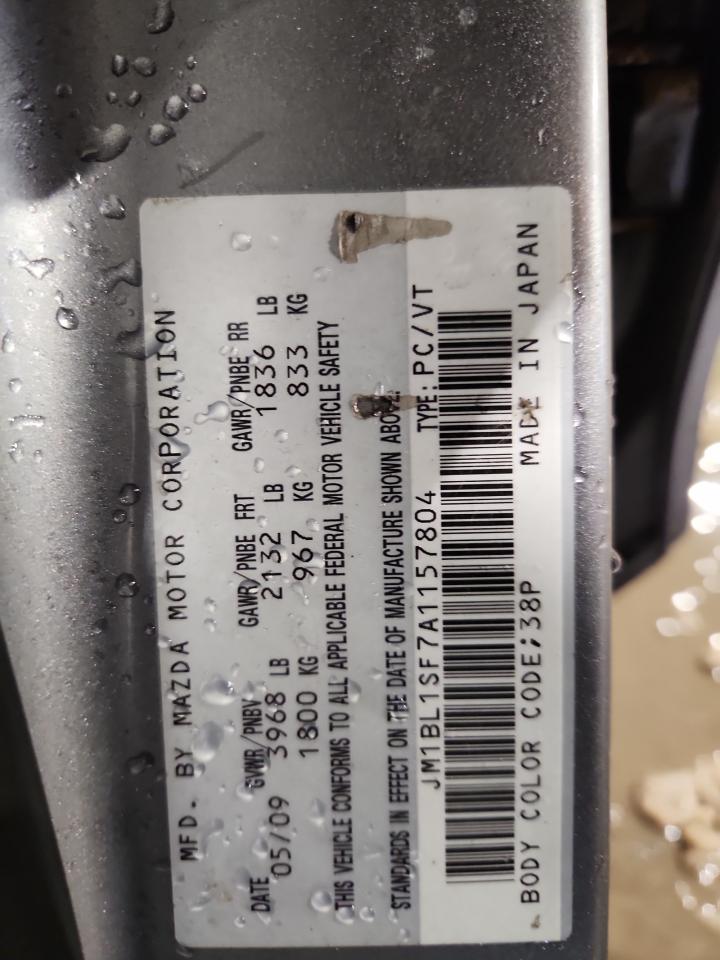 MFD. BY MAZDA MOTOR CORPORATION
DATE GVWR/PNBV GAWR/PNBE FRT GAWR/PNBE RR
05/09 3968 LB 2132 LB 1836 LB
1800 KG 967 KG 833 KG
THIS VEHICLE CONFORMS TO ALL APPLICABLE FEDERAL MOTOR VEHICLE SAFETY
STANDARDS IN EFFECT ON THE DATE OF MANUFACTURE SHOWN ABOVE.
JM1BL1SF7A1157804 TYPE: PC/VT
BODY COLOR CODE;38P MADE IN JAPAN